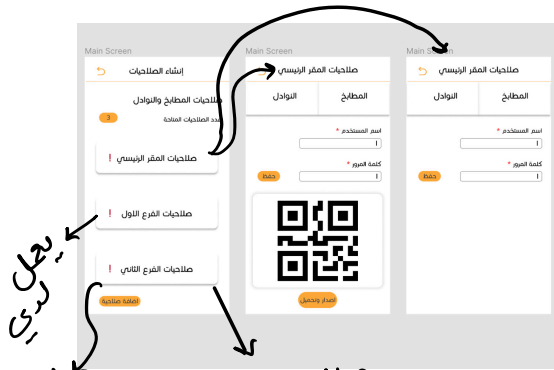 Main Screen
إنشاء الصلاحيات
صلاحيات المطابخ والنوادل
عدد الصلاحيات المتاحة
3
صلاحيات المقر الرئيسي !
صلاحيات الفرع الاول !
صلاحيات الفرع الثاني !
اضافة صلاحية
Main Screen
صلاحيات المقر الرئيسي
المطابخ
النوادل
اسم المستخدم *
كلمة المرور *
حفظ
اصدار وتحميل
Main Screen
صلاحيات المقر الرئيسي
المطابخ
النوادل
اسم المستخدم *
كلمة المرور *
حفظ